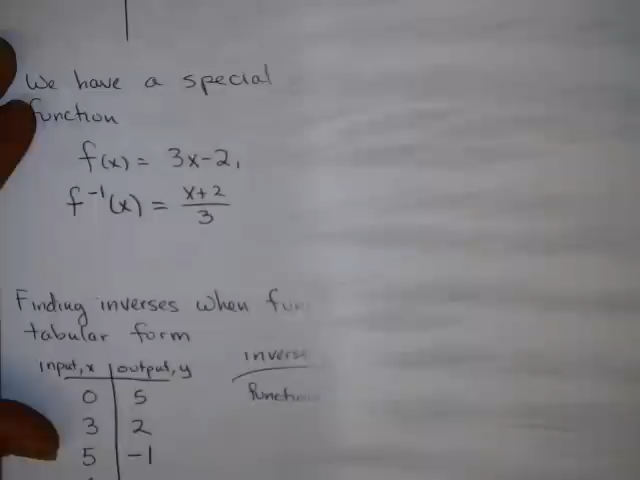 We have a special
function
f(x) = 3x-2,
f⁻¹(x) = x+2/3
Finding inverses when
tabular form
input, x | output, y
0 | 5
3 | 2
5 | -1